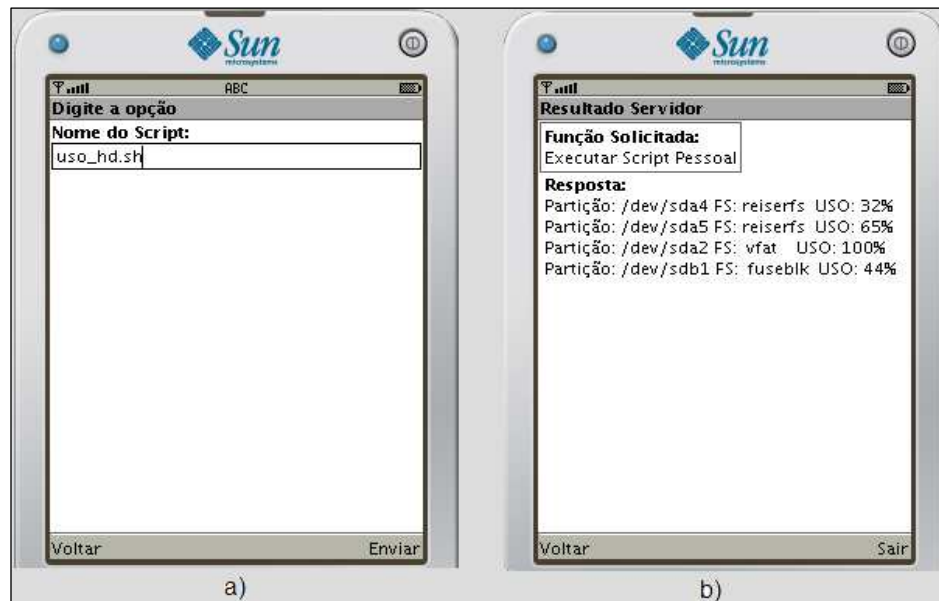 Sun
microsystems
ABC
Digite a opção
Nome do Script:
uso_hd.sh
Voltar
Enviar
a)
Sun
microsystems
Resultado Servidor
Função Solicitada:
Executar Script Pessoal
Resposta:
Partição: /dev/sda4 FS: reiserfs USO: 32%
Partição: /dev/sda5 FS: reiserfs USO: 65%
Partição: /dev/sda2 FS: vfat USO: 100%
Partição: /dev/sdb1 FS: fuseblk USO: 44%
Voltar
Sair
b)